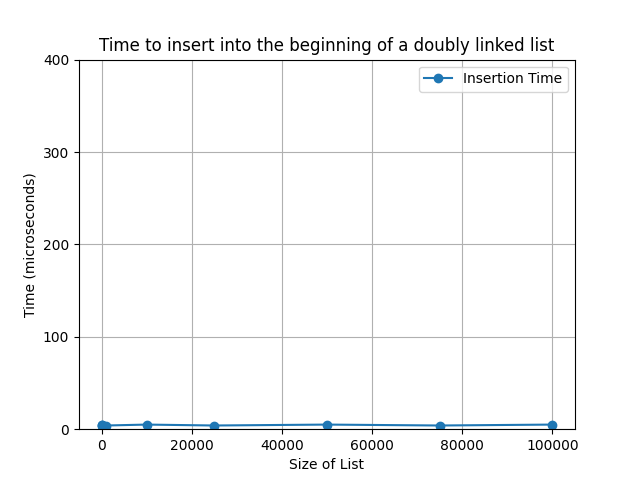 Time to insert into the beginning of a doubly linked list
Insertion Time
400
300
200
100
0
Time (microseconds)
0 20000 40000 60000 80000 100000
Size of List